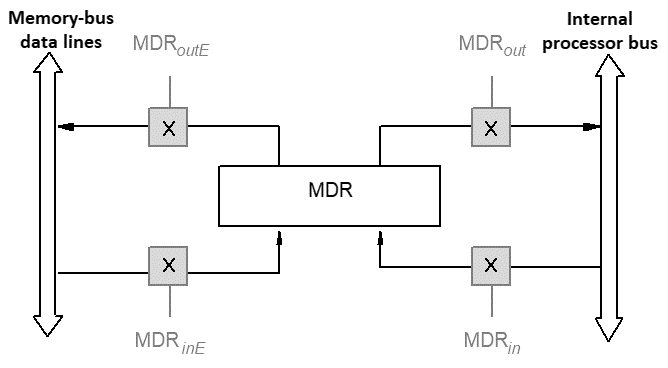 Memory-bus
data lines
MDRoutE
MDRout
Internal
processor bus
X
X
MDR
X
X
MDRinE
MDRin